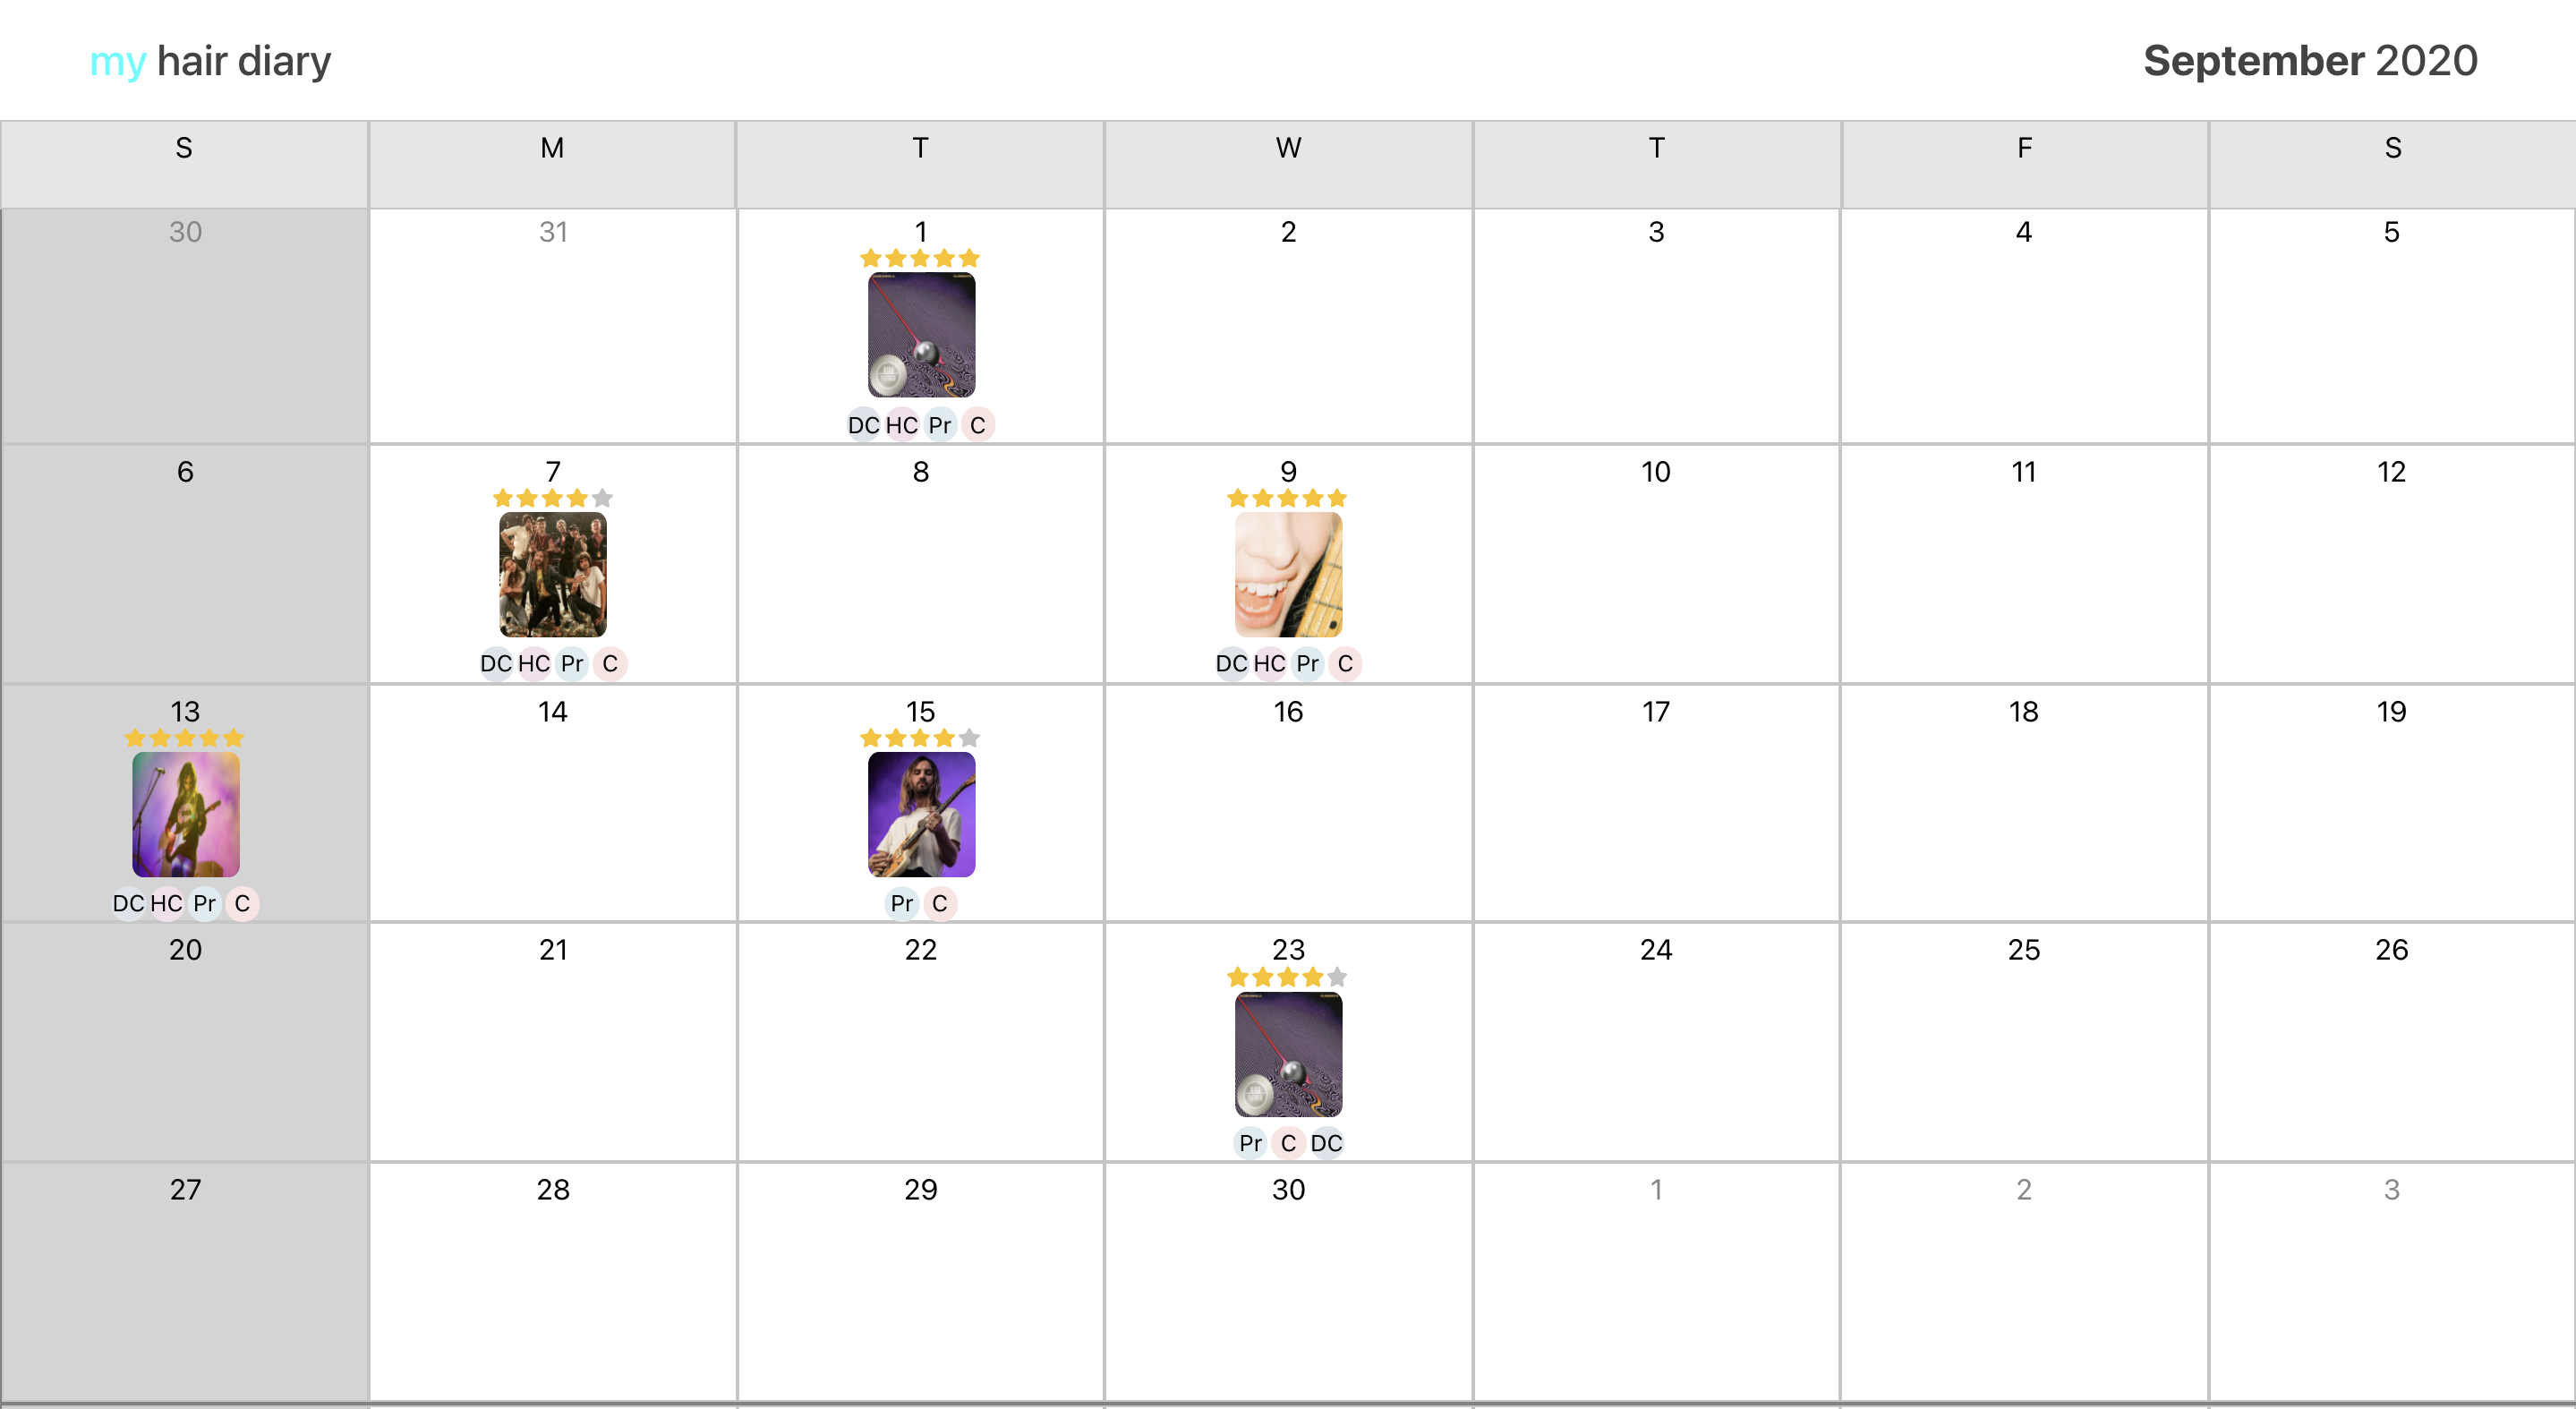 my hair diary
September 2020
S M T W T F S
30 31 1 2 3 4 5
DC HC Pr C
6 7 8 9 10 11 12
DC HC Pr C DC HC Pr C
13 14 15 16 17 18 19
DC HC Pr C Pr C
20 21 22 23 24 25 26
Pr C DC
27 28 29 30 1 2 3